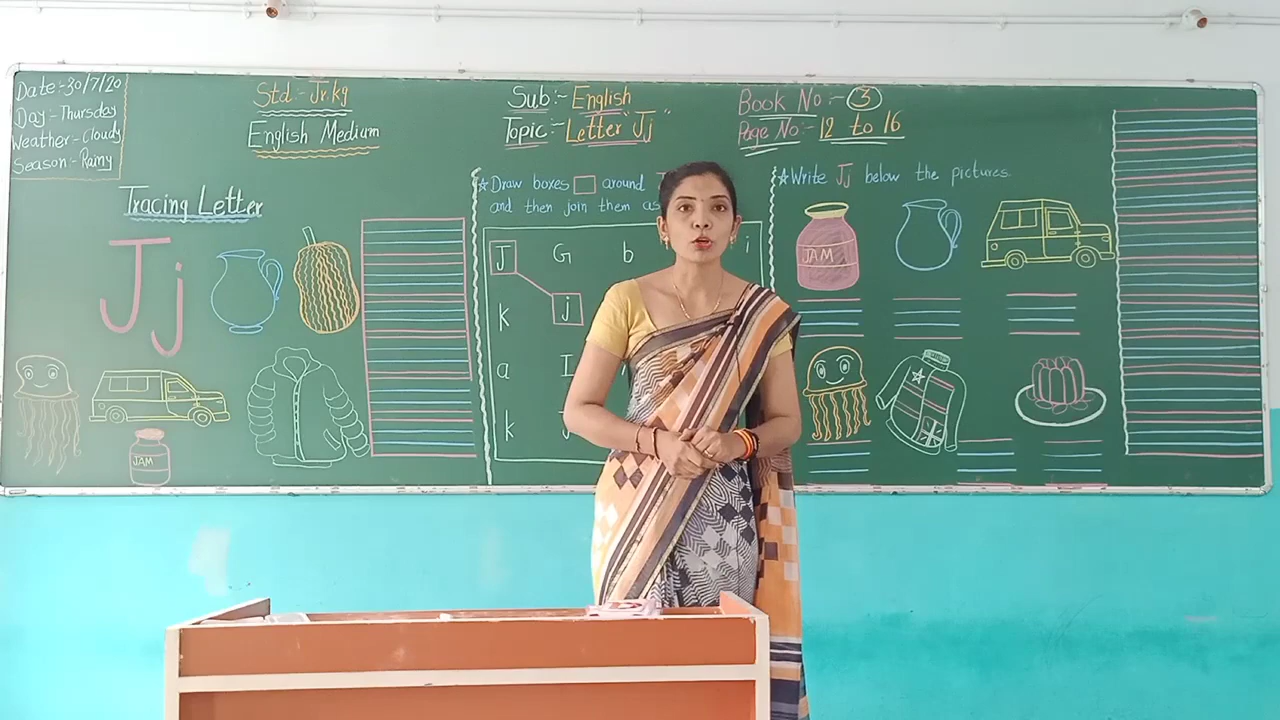 Date:-30/7/20
Day:-Thursday
Weather:-Cloudy
Season:-Rainy
Std:-Jr.kg
English Medium
Sub:-English
Topic:-Letter "Jj"
Book No:-3
Page No:-12 to 16
Tracing Letter
Jj
JAM
☆Draw boxes □ around
and then join them as
J G b i
k j
a I
k
☆Write Jj below the pictures.
JAM